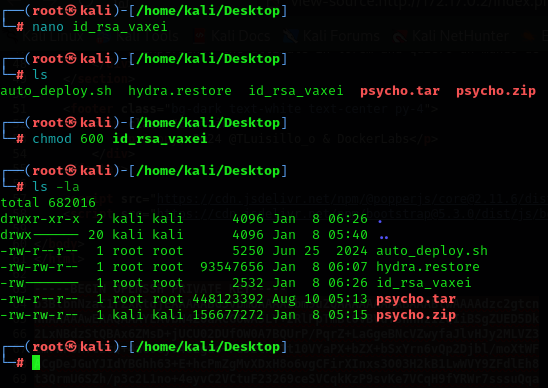 ┌──(root㉿kali)-[/home/kali/Desktop]
└─# nano id_rsa_vaxei
┌──(root㉿kali)-[/home/kali/Desktop]
└─# ls
auto_deploy.sh hydra.restore id_rsa_vaxei psycho.tar psycho.zip
┌──(root㉿kali)-[/home/kali/Desktop]
└─# chmod 600 id_rsa_vaxei
┌──(root㉿kali)-[/home/kali/Desktop]
└─# ls -la
total 682016
drwxr-xr-x 2 kali kali 4096 Jan 8 06:26 .
drwx------ 20 kali kali 4096 Jan 8 05:40 ..
-rw-r--r-- 1 root root 5250 Jun 25 2024 auto_deploy.sh
-rw-rw-r-- 1 root root 93547656 Jan 8 06:07 hydra.restore
-rw------- 1 root root 2532 Jan 8 06:26 id_rsa_vaxei
-rw-r--r-- 1 root root 448123392 Aug 10 05:13 psycho.tar
-rw-rw-r-- 1 root root 156677272 Jan 8 05:15 psycho.zip
┌──(root㉿kali)-[/home/kali/Desktop]
└─#